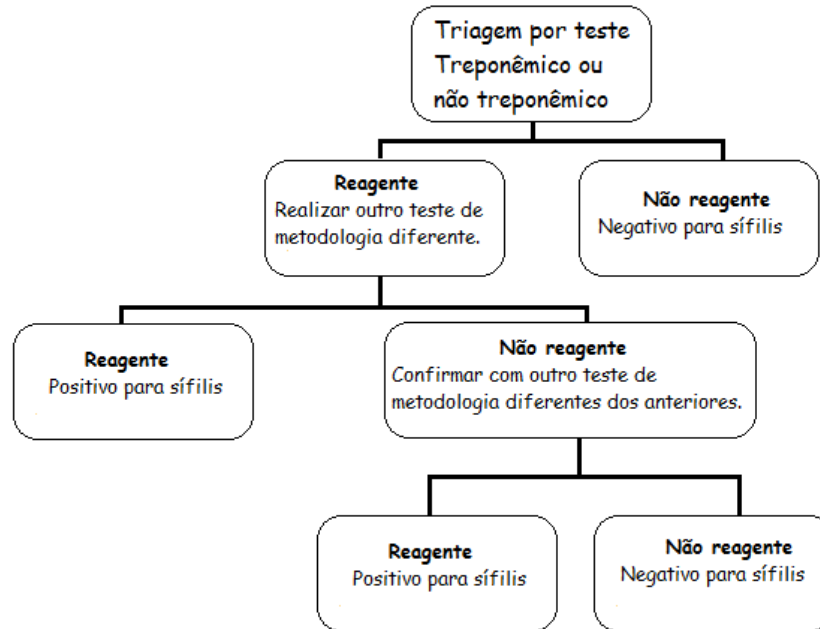 Triagem por teste
Treponêmico ou
não treponêmico
Reagente
Realizar outro teste de
metodologia diferente.
Não reagente
Negativo para sífilis
Reagente
Positivo para sífilis
Não reagente
Confirmar com outro teste de
metodologia diferentes dos anteriores.
Reagente
Positivo para sífilis
Não reagente
Negativo para sífilis